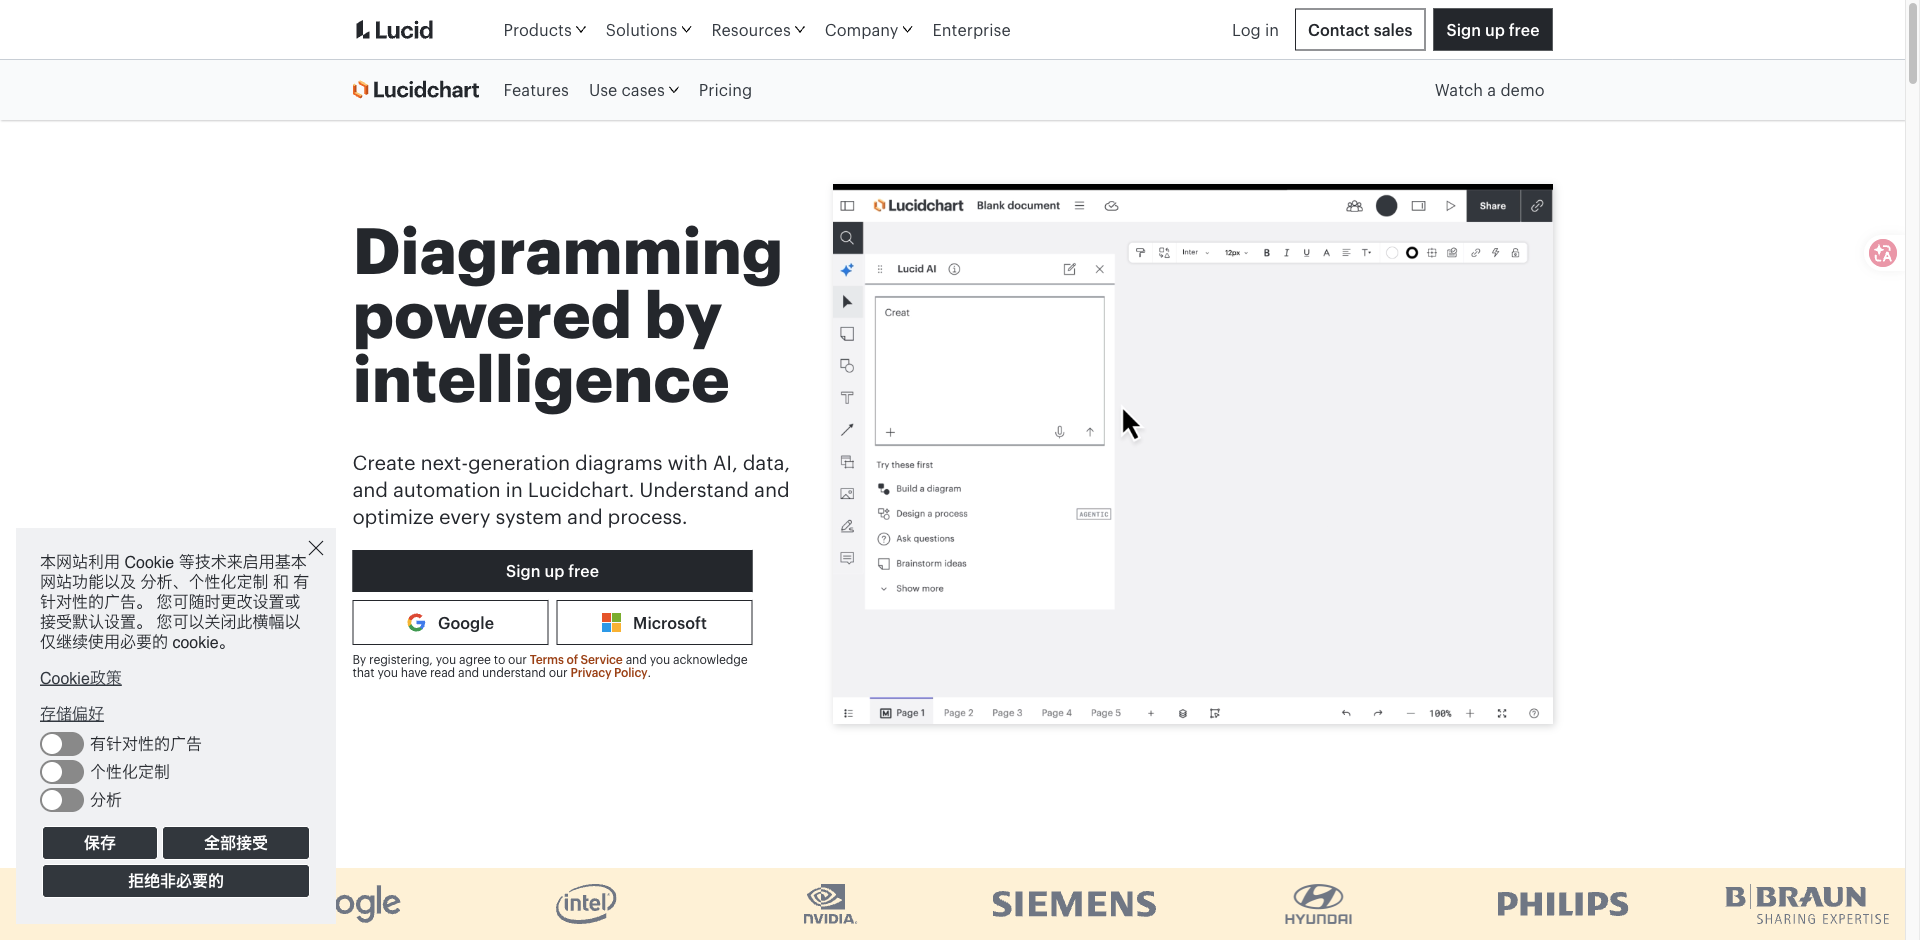 Lucid
Products Solutions Resources Company Enterprise
Log in
Contact sales
Sign up free
Lucidchart
Features Use cases Pricing
Watch a demo
Diagramming
powered by
intelligence
Create next-generation diagrams with AI, data,
and automation in Lucidchart. Understand and
optimize every system and process.
Sign up free
Google
Microsoft
By registering, you agree to our Terms of Service and you acknowledge
that you have read and understand our Privacy Policy.
Lucidchart Blank document
Share
Inter 12px B I U A T
Lucid AI
Creat
Try these first
Build a diagram
Design a process
AGENTIC
Ask questions
Brainstorm ideas
Show more
M Page 1 Page 2 Page 3 Page 4 Page 5
100%
本网站利用 Cookie 等技术来启用基本
网站功能以及 分析、个性化定制 和 有
针对性的广告。 您可随时更改设置或
接受默认设置。 您可以关闭此横幅以
仅继续使用必要的 cookie。
Cookie政策
存储偏好
有针对性的广告
个性化定制
分析
保存
全部接受
拒绝非必要的
ogle
intel
NVIDIA.
SIEMENS
HYUNDAI
PHILIPS
B|BRAUN
SHARING EXPERTISE